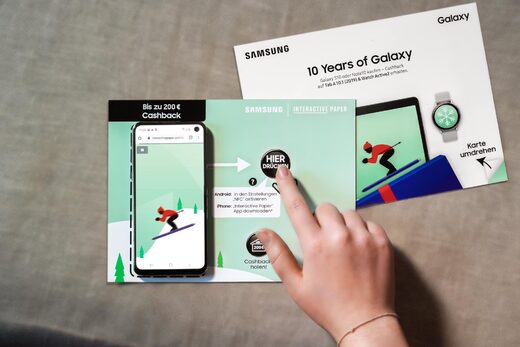 SAMSUNG
Galaxy
10 Years of Galaxy
Galaxy S10 oder Note10 kaufen + Cashback
auf Tab A 10.1 (2019) & Watch Active2 erhalten.
Karte
umdrehen
Bis zu 200 €
Cashback
SAMSUNG
INTERACTIVE PAPER
HIER
DRÜCKEN
?
Android: in den Einstellungen
"NFC" aktivieren
iPhone: „Interactive Paper"
App downloaden*
200€
Cashback
holen!